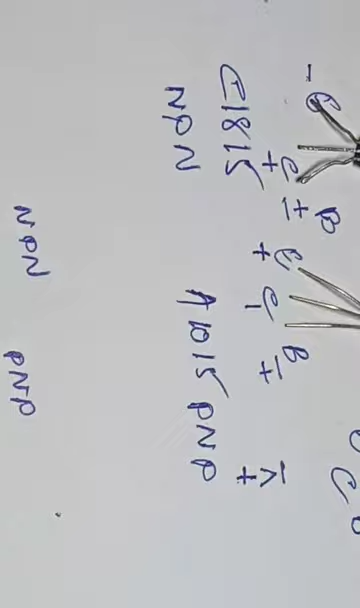 - E
C
+
B
±
C1815
NPN
E
+
C
-
B
±
A1015 PNP
NPN
PNP
C